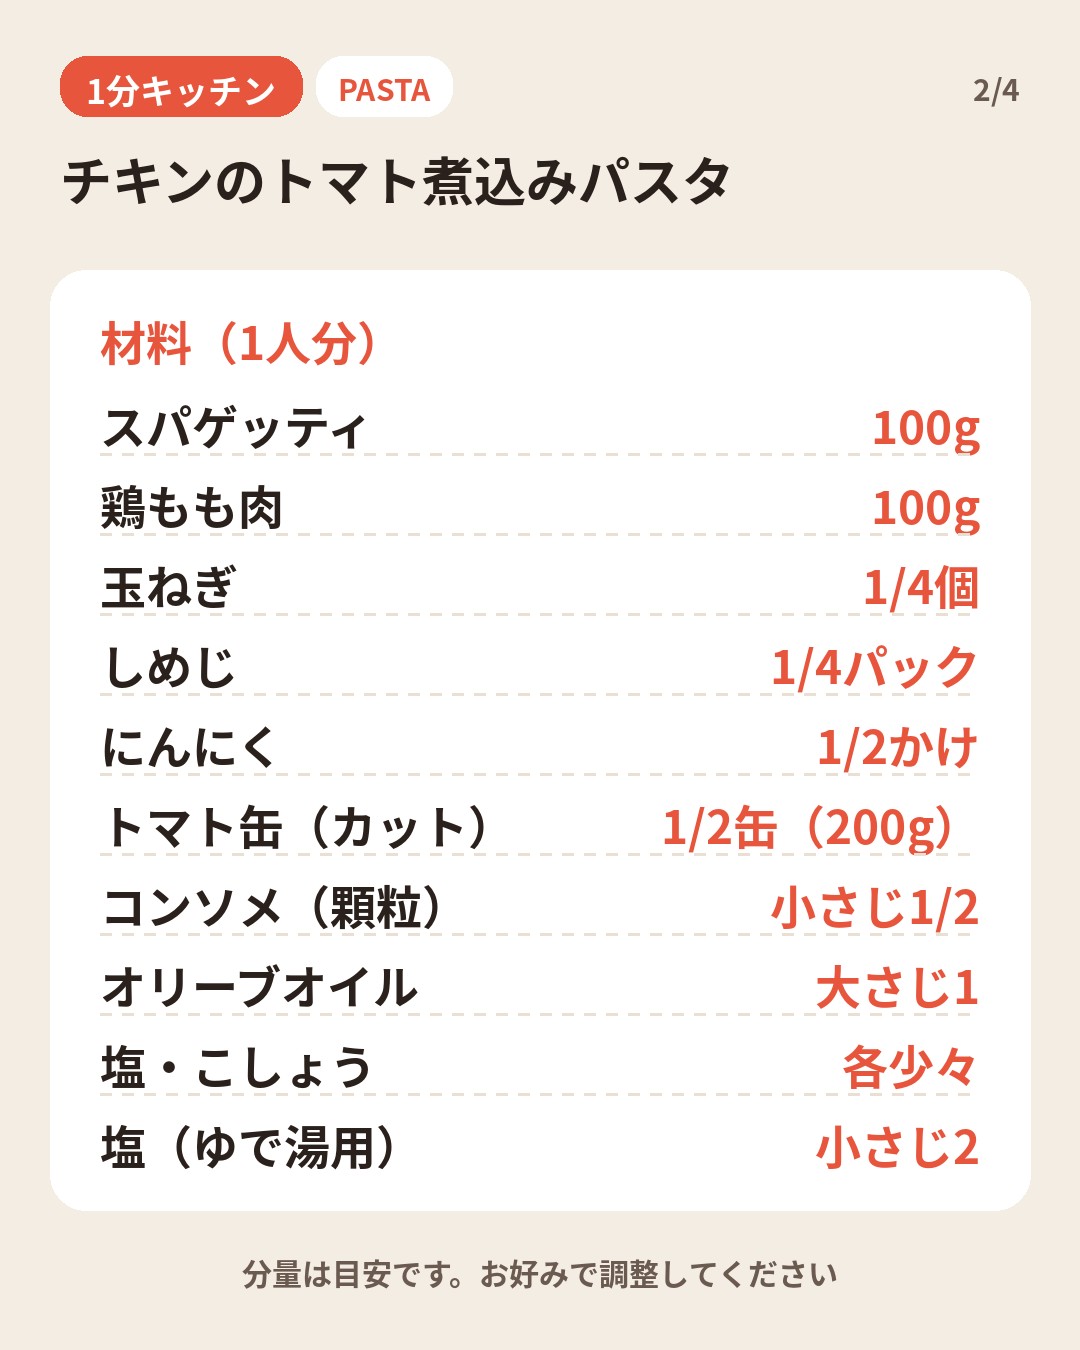 1分キッチン PASTA 2/4
チキンのトマト煮込みパスタ
材料（1人分）
スパゲッティ 100g
鶏もも肉 100g
玉ねぎ 1/4個
しめじ 1/4パック
にんにく 1/2かけ
トマト缶（カット） 1/2缶（200g）
コンソメ（顆粒） 小さじ1/2
オリーブオイル 大さじ1
塩・こしょう 各少々
塩（ゆで湯用） 小さじ2
分量は目安です。お好みで調整してください